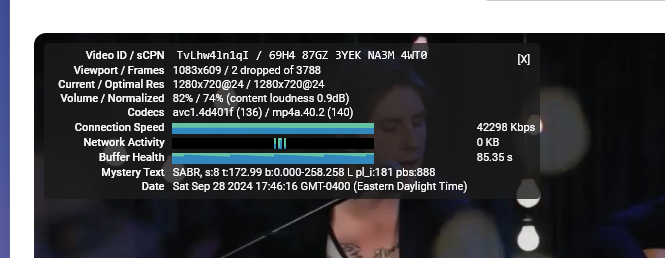 Video ID / sCPN TvLhw4ln1qI / 69H4 87GZ 3YEK NA3M 4WT0
[X]
Viewport / Frames 1083x609 / 2 dropped of 3788
Current / Optimal Res 1280x720@24 / 1280x720@24
Volume / Normalized 82% / 74% (content loudness 0.9dB)
Codecs avc1.4d401f (136) / mp4a.40.2 (140)
Connection Speed 42298 Kbps
Network Activity 0 KB
Buffer Health 85.35 s
Mystery Text SABR, s:8 t:172.99 b:0.000-258.258 L pl_i:181 pbs:888
Date Sat Sep 28 2024 17:46:16 GMT-0400 (Eastern Daylight Time)